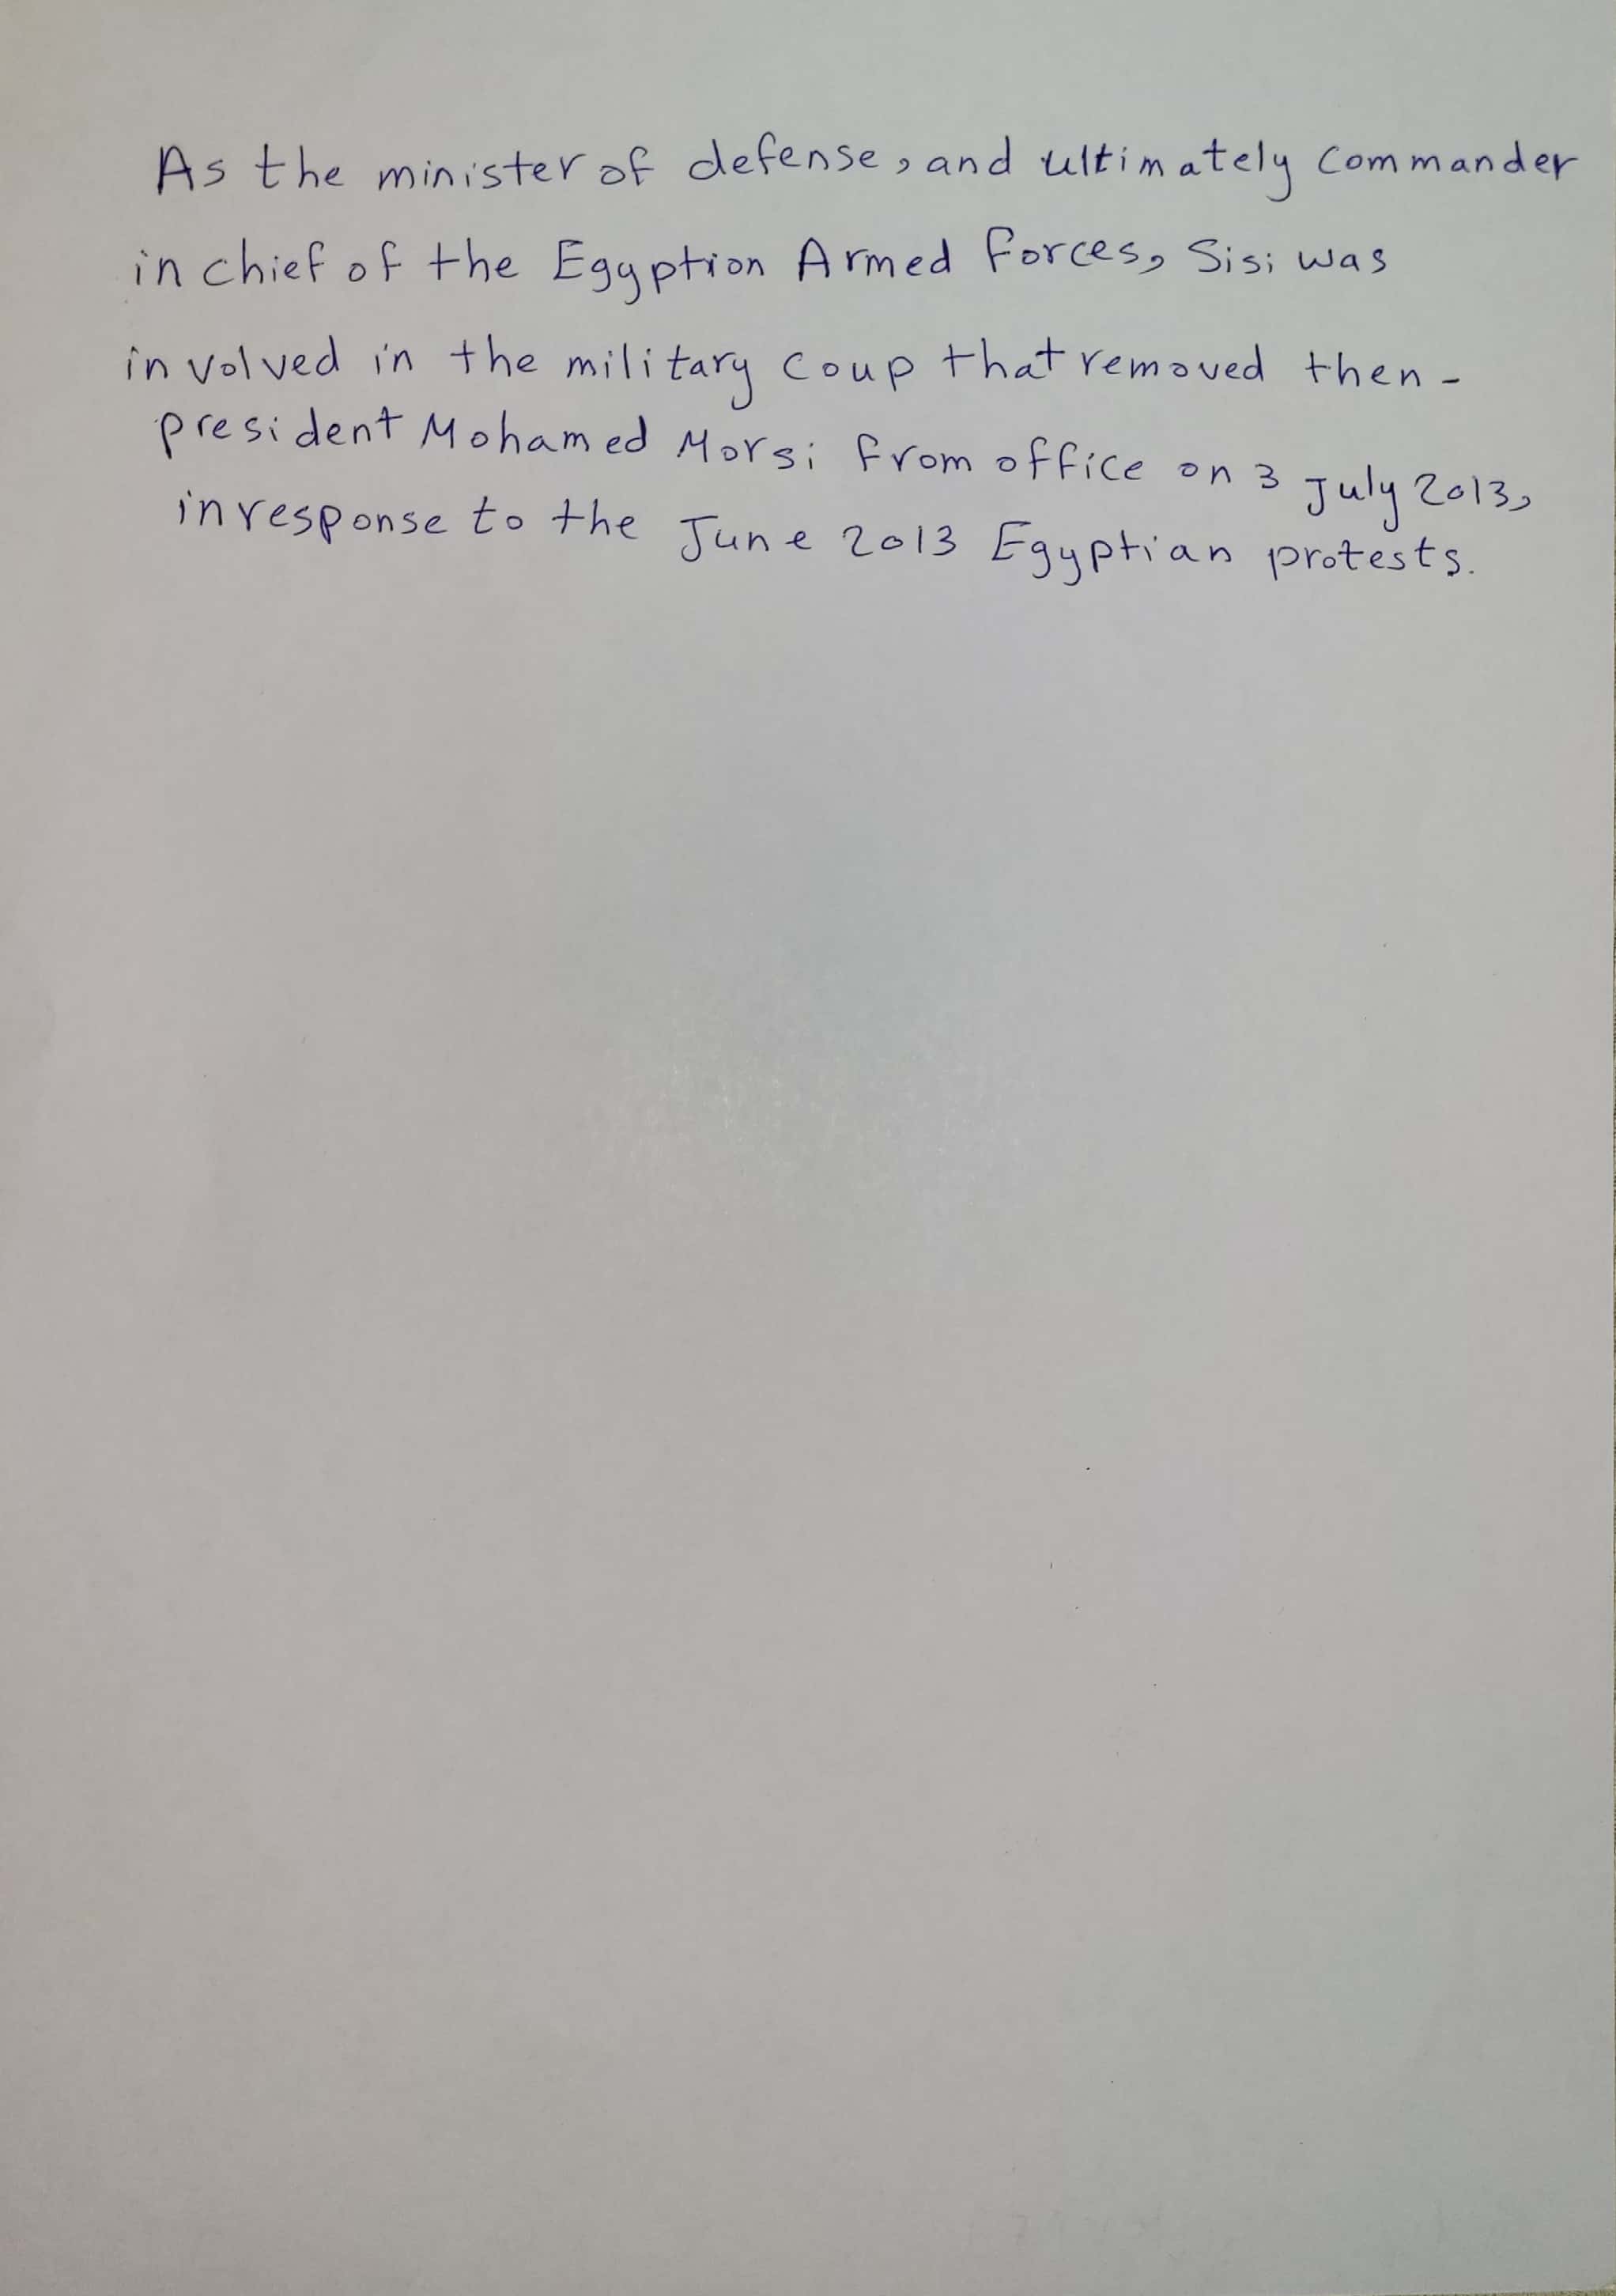 As the minister of defense, and ultimately commander
in chief of the Egyption Armed Forces, Sisi was
involved in the military coup that removed then-
president Mohamed Morsi from office on 3 July 2013,
in response to the June 2013 Egyptian protests.